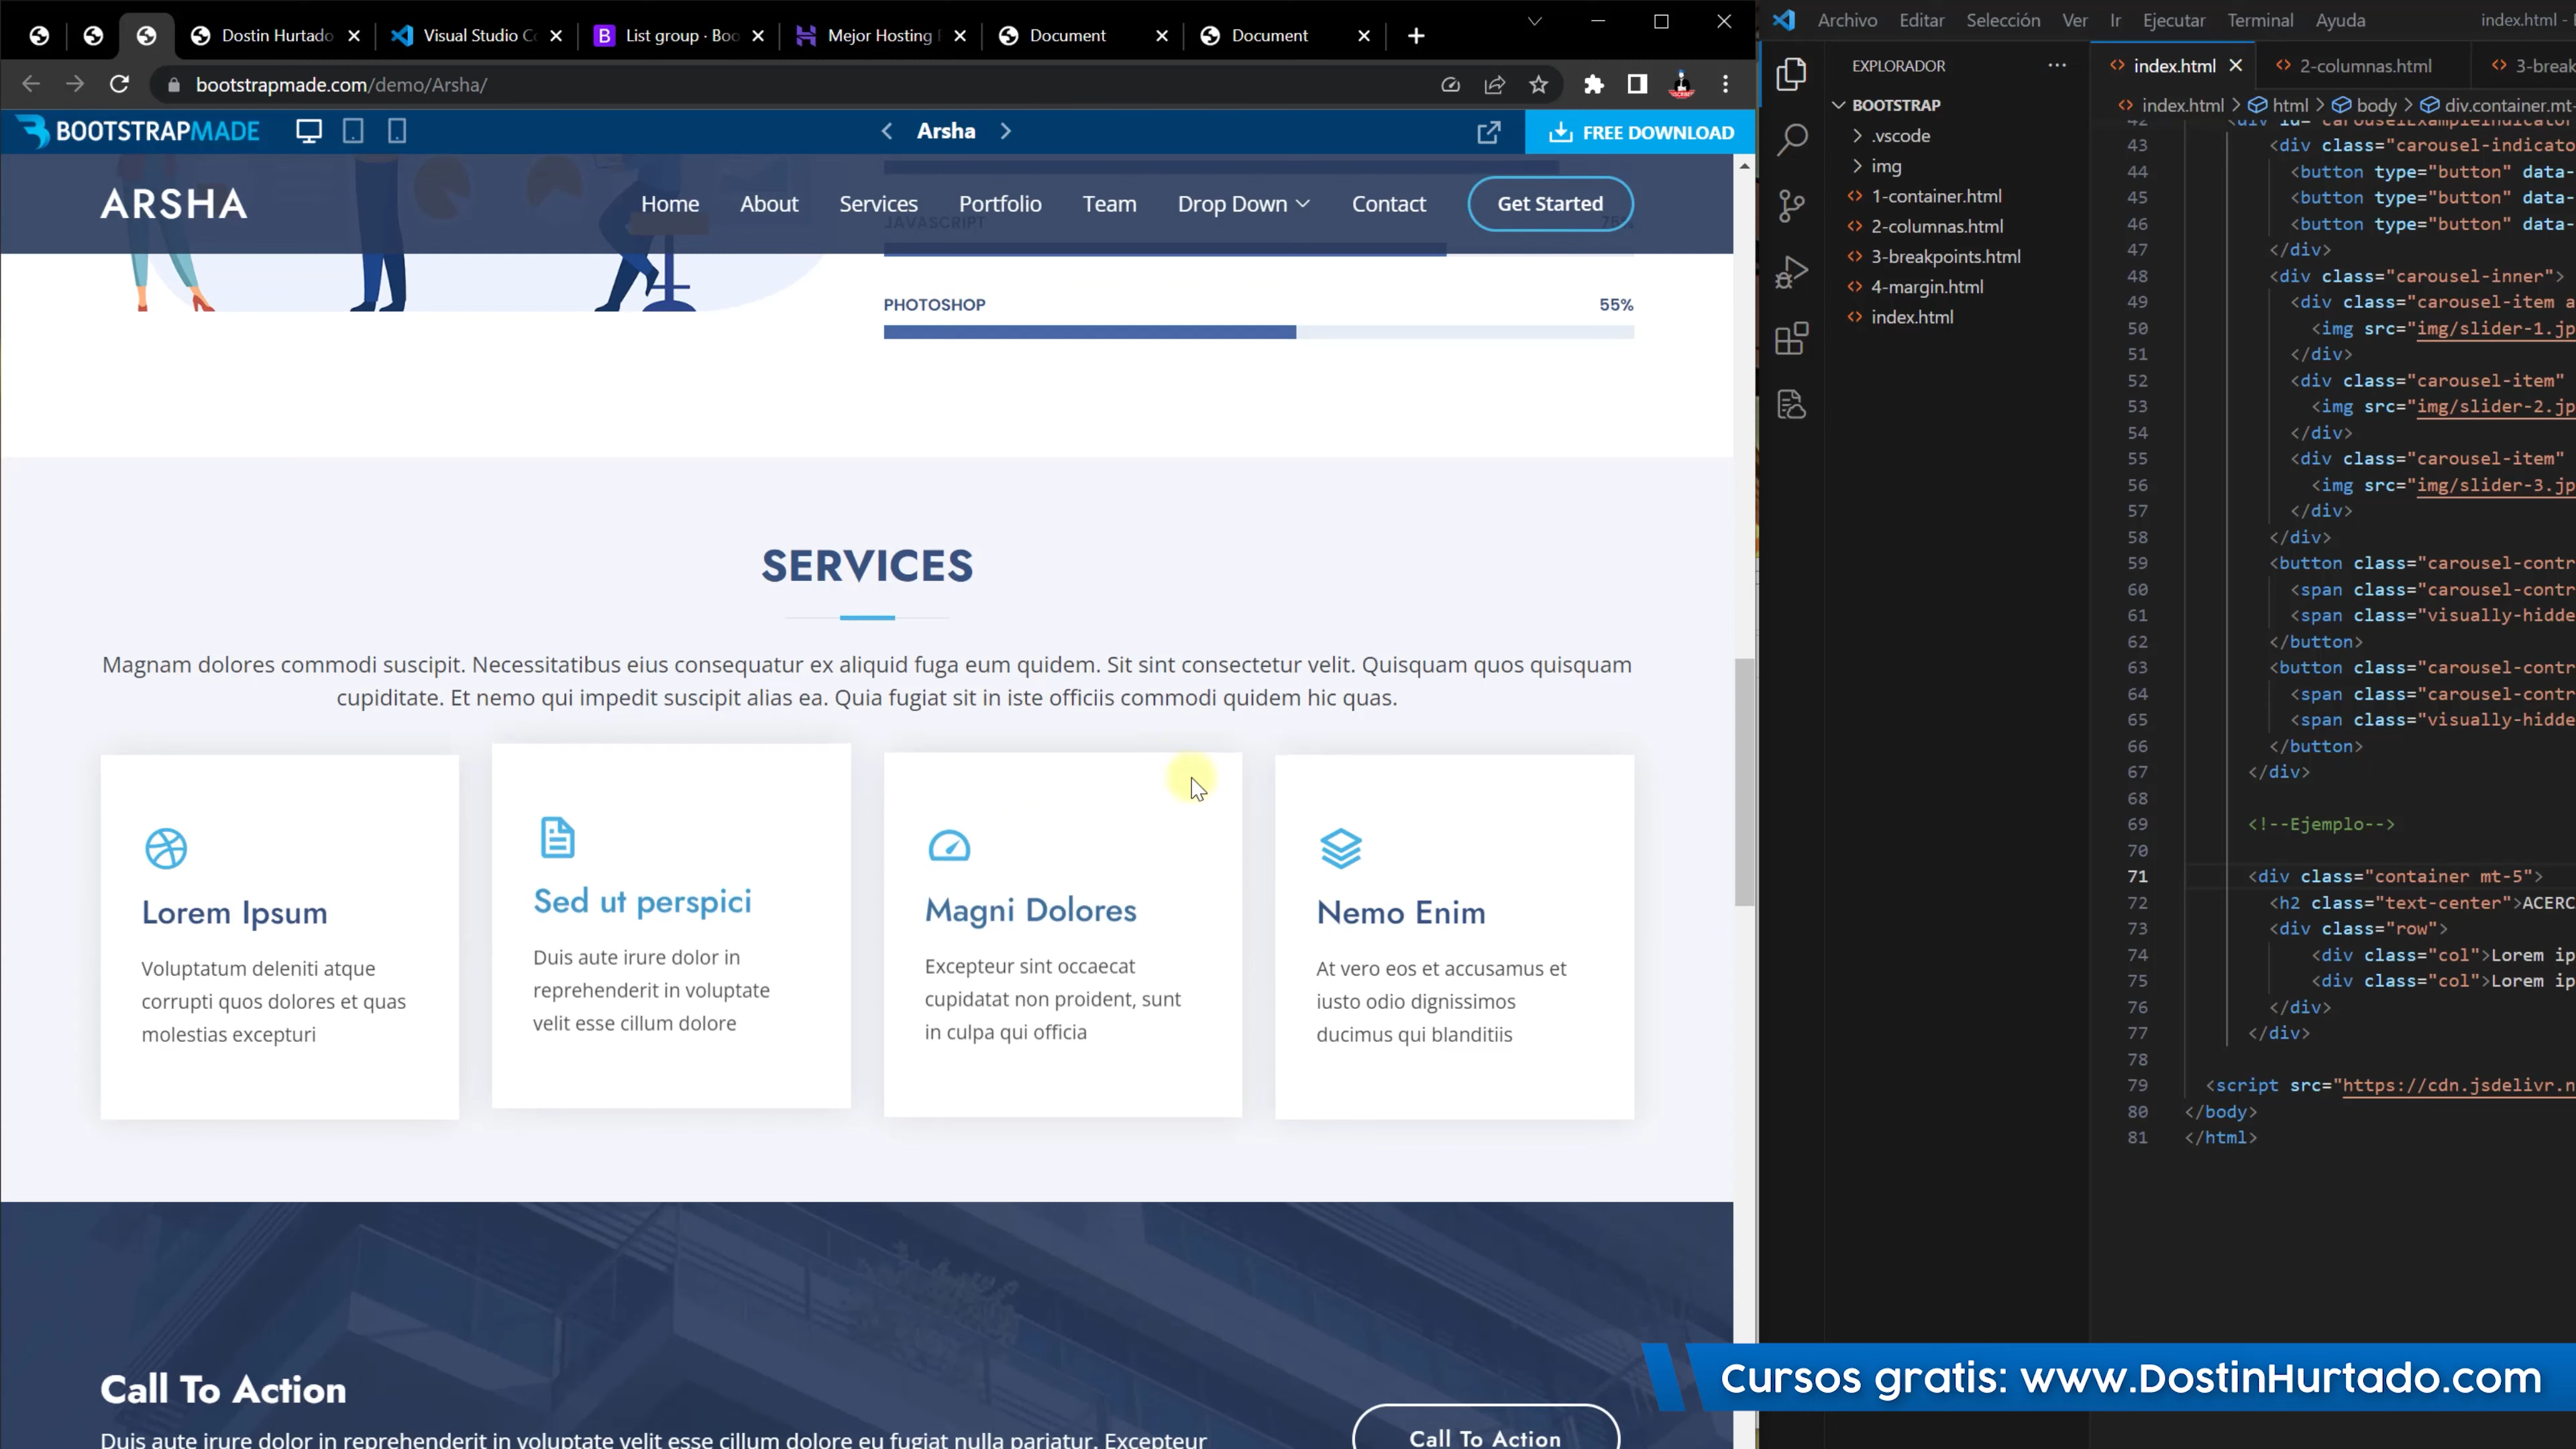 Dostin Hurtado
Visual Studio Co
List group · Boo
Mejor Hosting
Document
Document
bootstrapmade.com/demo/Arsha/
BOOTSTRAPMADE
Arsha
FREE DOWNLOAD
ARSHA
Home
About
Services
Portfolio
Team
Drop Down
Contact
Get Started
JAVASCRIPT
75%
PHOTOSHOP
55%
SERVICES
Magnam dolores commodi suscipit. Necessitatibus eius consequatur ex aliquid fuga eum quidem. Sit sint consectetur velit. Quisquam quos quisquam
cupiditate. Et nemo qui impedit suscipit alias ea. Quia fugiat sit in iste officiis commodi quidem hic quas.
Lorem Ipsum
Voluptatum deleniti atque
corrupti quos dolores et quas
molestias excepturi
Sed ut perspici
Duis aute irure dolor in
reprehenderit in voluptate
velit esse cillum dolore
Magni Dolores
Excepteur sint occaecat
cupidatat non proident, sunt
in culpa qui officia
Nemo Enim
At vero eos et accusamus et
iusto odio dignissimos
ducimus qui blanditiis
Call To Action
Duis aute irure dolor in reprehenderit in voluptate velit esse cillum dolore eu fugiat nulla pariatur. Excepteur
Call To Action
Archivo Editar Selección Ver Ir Ejecutar Terminal Ayuda
index.html -
EXPLORADOR
BOOTSTRAP
.vscode
img
1-container.html
2-columnas.html
3-breakpoints.html
4-margin.html
index.html
index.html
2-columnas.html
3-break
index.html > html > body > div.container.mt-
42 <div id="carouselExampleIndicator
43 <div class="carousel-indicato
44 <button type="button" data-
45 <button type="button" data-
46 <button type="button" data-
47 </div>
48 <div class="carousel-inner">
49 <div class="carousel-item a
50 <img src="img/slider-1.jp
51 </div>
52 <div class="carousel-item"
53 <img src="img/slider-2.jp
54 </div>
55 <div class="carousel-item"
56 <img src="img/slider-3.jp
57 </div>
58 </div>
59 <button class="carousel-contr
60 <span class="carousel-contr
61 <span class="visually-hidde
62 </button>
63 <button class="carousel-contr
64 <span class="carousel-contr
65 <span class="visually-hidde
66 </button>
67 </div>
68
69 <!--Ejemplo-->
70
71 <div class="container mt-5">
72 <h2 class="text-center">ACERC
73 <div class="row">
74 <div class="col">Lorem ip
75 <div class="col">Lorem ip
76 </div>
77 </div>
78
79 <script src="https://cdn.jsdelivr.n
80 </body>
81 </html>
Cursos gratis: www.DostinHurtado.com